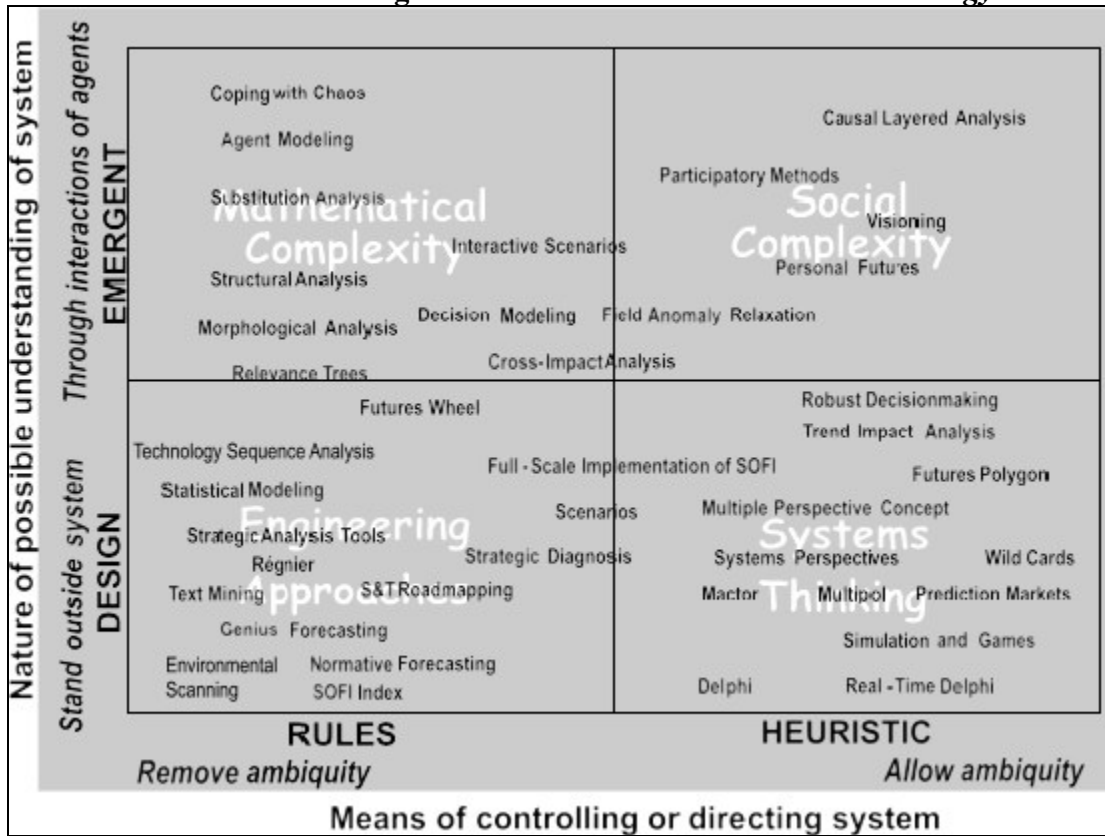 Nature of possible understanding of system
Through interactions of agents
EMERGENT
Stand outside system
DESIGN
Mathematical
Complexity
Coping with Chaos
Agent Modeling
Substitution Analysis
Interactive Scenarios
Structural Analysis
Decision Modeling
Morphological Analysis
Cross-Impact Analysis
Relevance Trees
Social
Complexity
Causal Layered Analysis
Participatory Methods
Visioning
Personal Futures
Field Anomaly Relaxation
Engineering
Approaches
Futures Wheel
Technology Sequence Analysis
Full-Scale Implementation of SOFI
Statistical Modeling
Scenarios
Strategic Analysis Tools
Strategic Diagnosis
Régnier
Text Mining
S&T Roadmapping
Genius Forecasting
Environmental
Scanning
Normative Forecasting
SOFI Index
Systems
Thinking
Robust Decisionmaking
Trend Impact Analysis
Futures Polygon
Multiple Perspective Concept
Systems Perspectives
Wild Cards
Mactor
Multipol
Prediction Markets
Simulation and Games
Delphi
Real-Time Delphi
RULES
HEURISTIC
Remove ambiquity
Allow ambiquity
Means of controlling or directing system